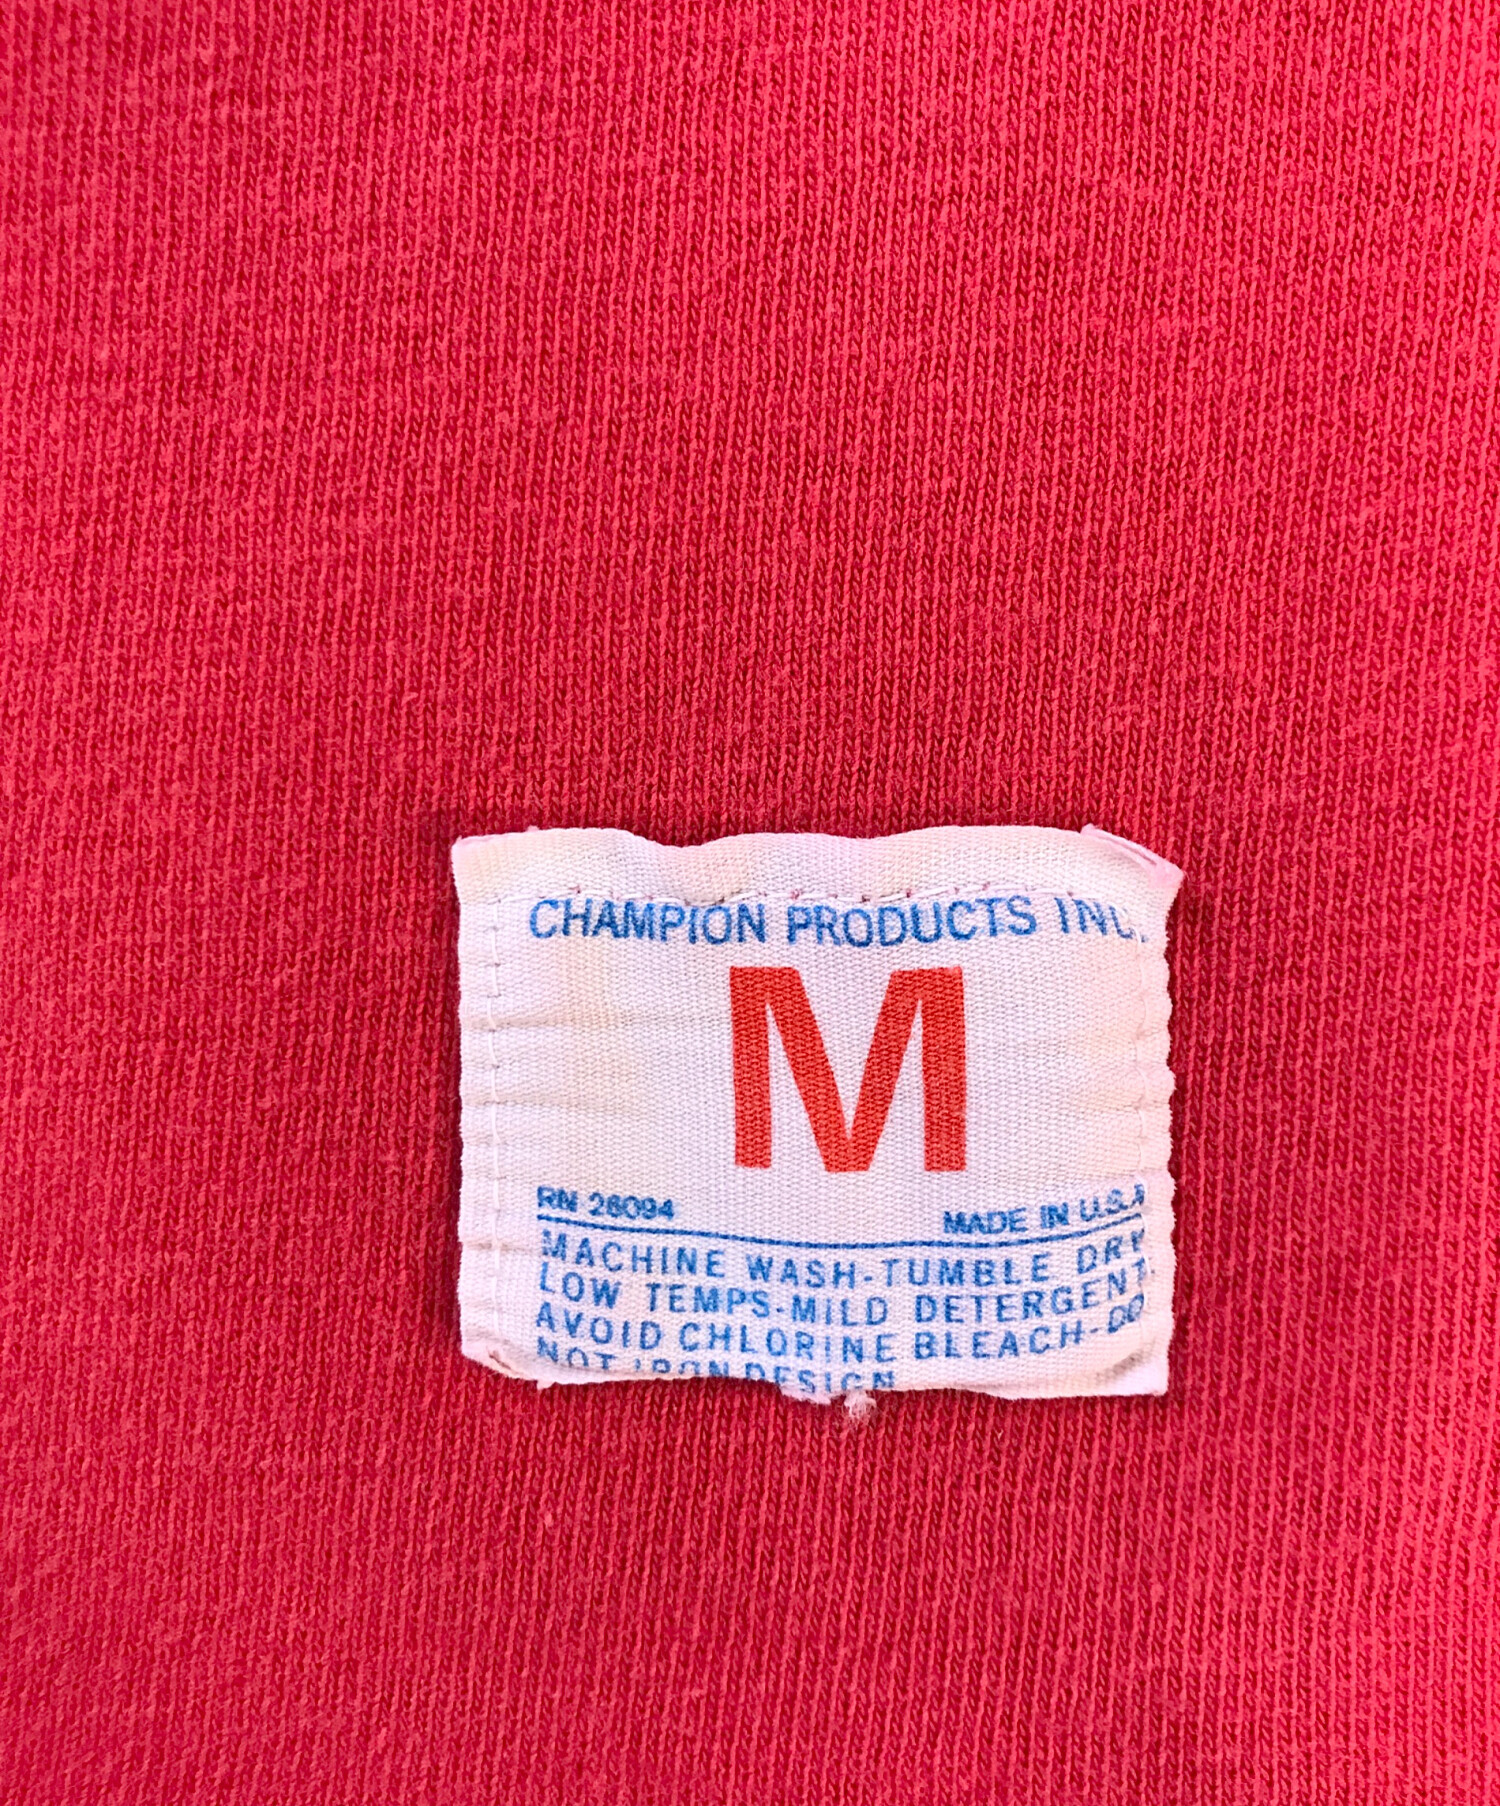 CHAMPION PRODUCTS INC.
M
RN 26094 MADE IN U.S.A
MACHINE WASH-TUMBLE DRY
LOW TEMPS-MILD DETERGENT.
AVOID CHLORINE BLEACH-DO
NOT IRON DESIGN